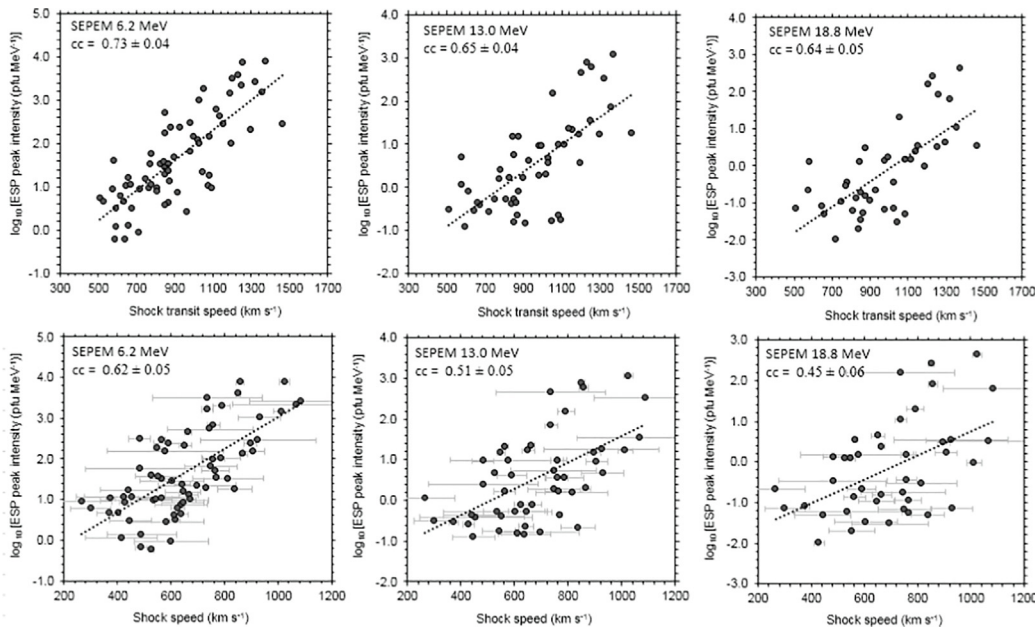 SEPEM 6.2 MeV
cc = 0.73 ± 0.04
log₁₀[ESP peak intensity (pfu MeV⁻¹)]
5.0
4.0
3.0
2.0
1.0
0.0
-1.0
300 500 700 900 1100 1300 1500 1700
Shock transit speed (km s⁻¹)
SEPEM 13.0 MeV
cc = 0.65 ± 0.04
log₁₀[ESP peak intensity (pfu MeV⁻¹)]
4.0
3.0
2.0
1.0
0.0
-1.0
-2.0
300 500 700 900 1100 1300 1500 1700
Shock transit speed (km s⁻¹)
SEPEM 18.8 MeV
cc = 0.64 ± 0.05
log₁₀[ESP peak intensity (pfu MeV⁻¹)]
4.0
3.0
2.0
1.0
0.0
-1.0
-2.0
-3.0
300 500 700 900 1100 1300 1500 1700
Shock transit speed (km s⁻¹)
SEPEM 6.2 MeV
cc = 0.62 ± 0.05
log₁₀[ESP peak intensity (pfu MeV⁻¹)]
5.0
4.0
3.0
2.0
1.0
0.0
-1.0
200 400 600 800 1000 1200
Shock speed (km s⁻¹)
SEPEM 13.0 MeV
cc = 0.51 ± 0.05
log₁₀[ESP peak intensity (pfu MeV⁻¹)]
4.0
3.0
2.0
1.0
0.0
-1.0
-2.0
200 400 600 800 1000 1200
Shock speed (km s⁻¹)
SEPEM 18.8 MeV
cc = 0.45 ± 0.06
log₁₀[ESP peak intensity (pfu MeV⁻¹)]
3.0
2.0
1.0
0.0
-1.0
-2.0
-3.0
200 400 600 800 1000 1200
Shock speed (km s⁻¹)